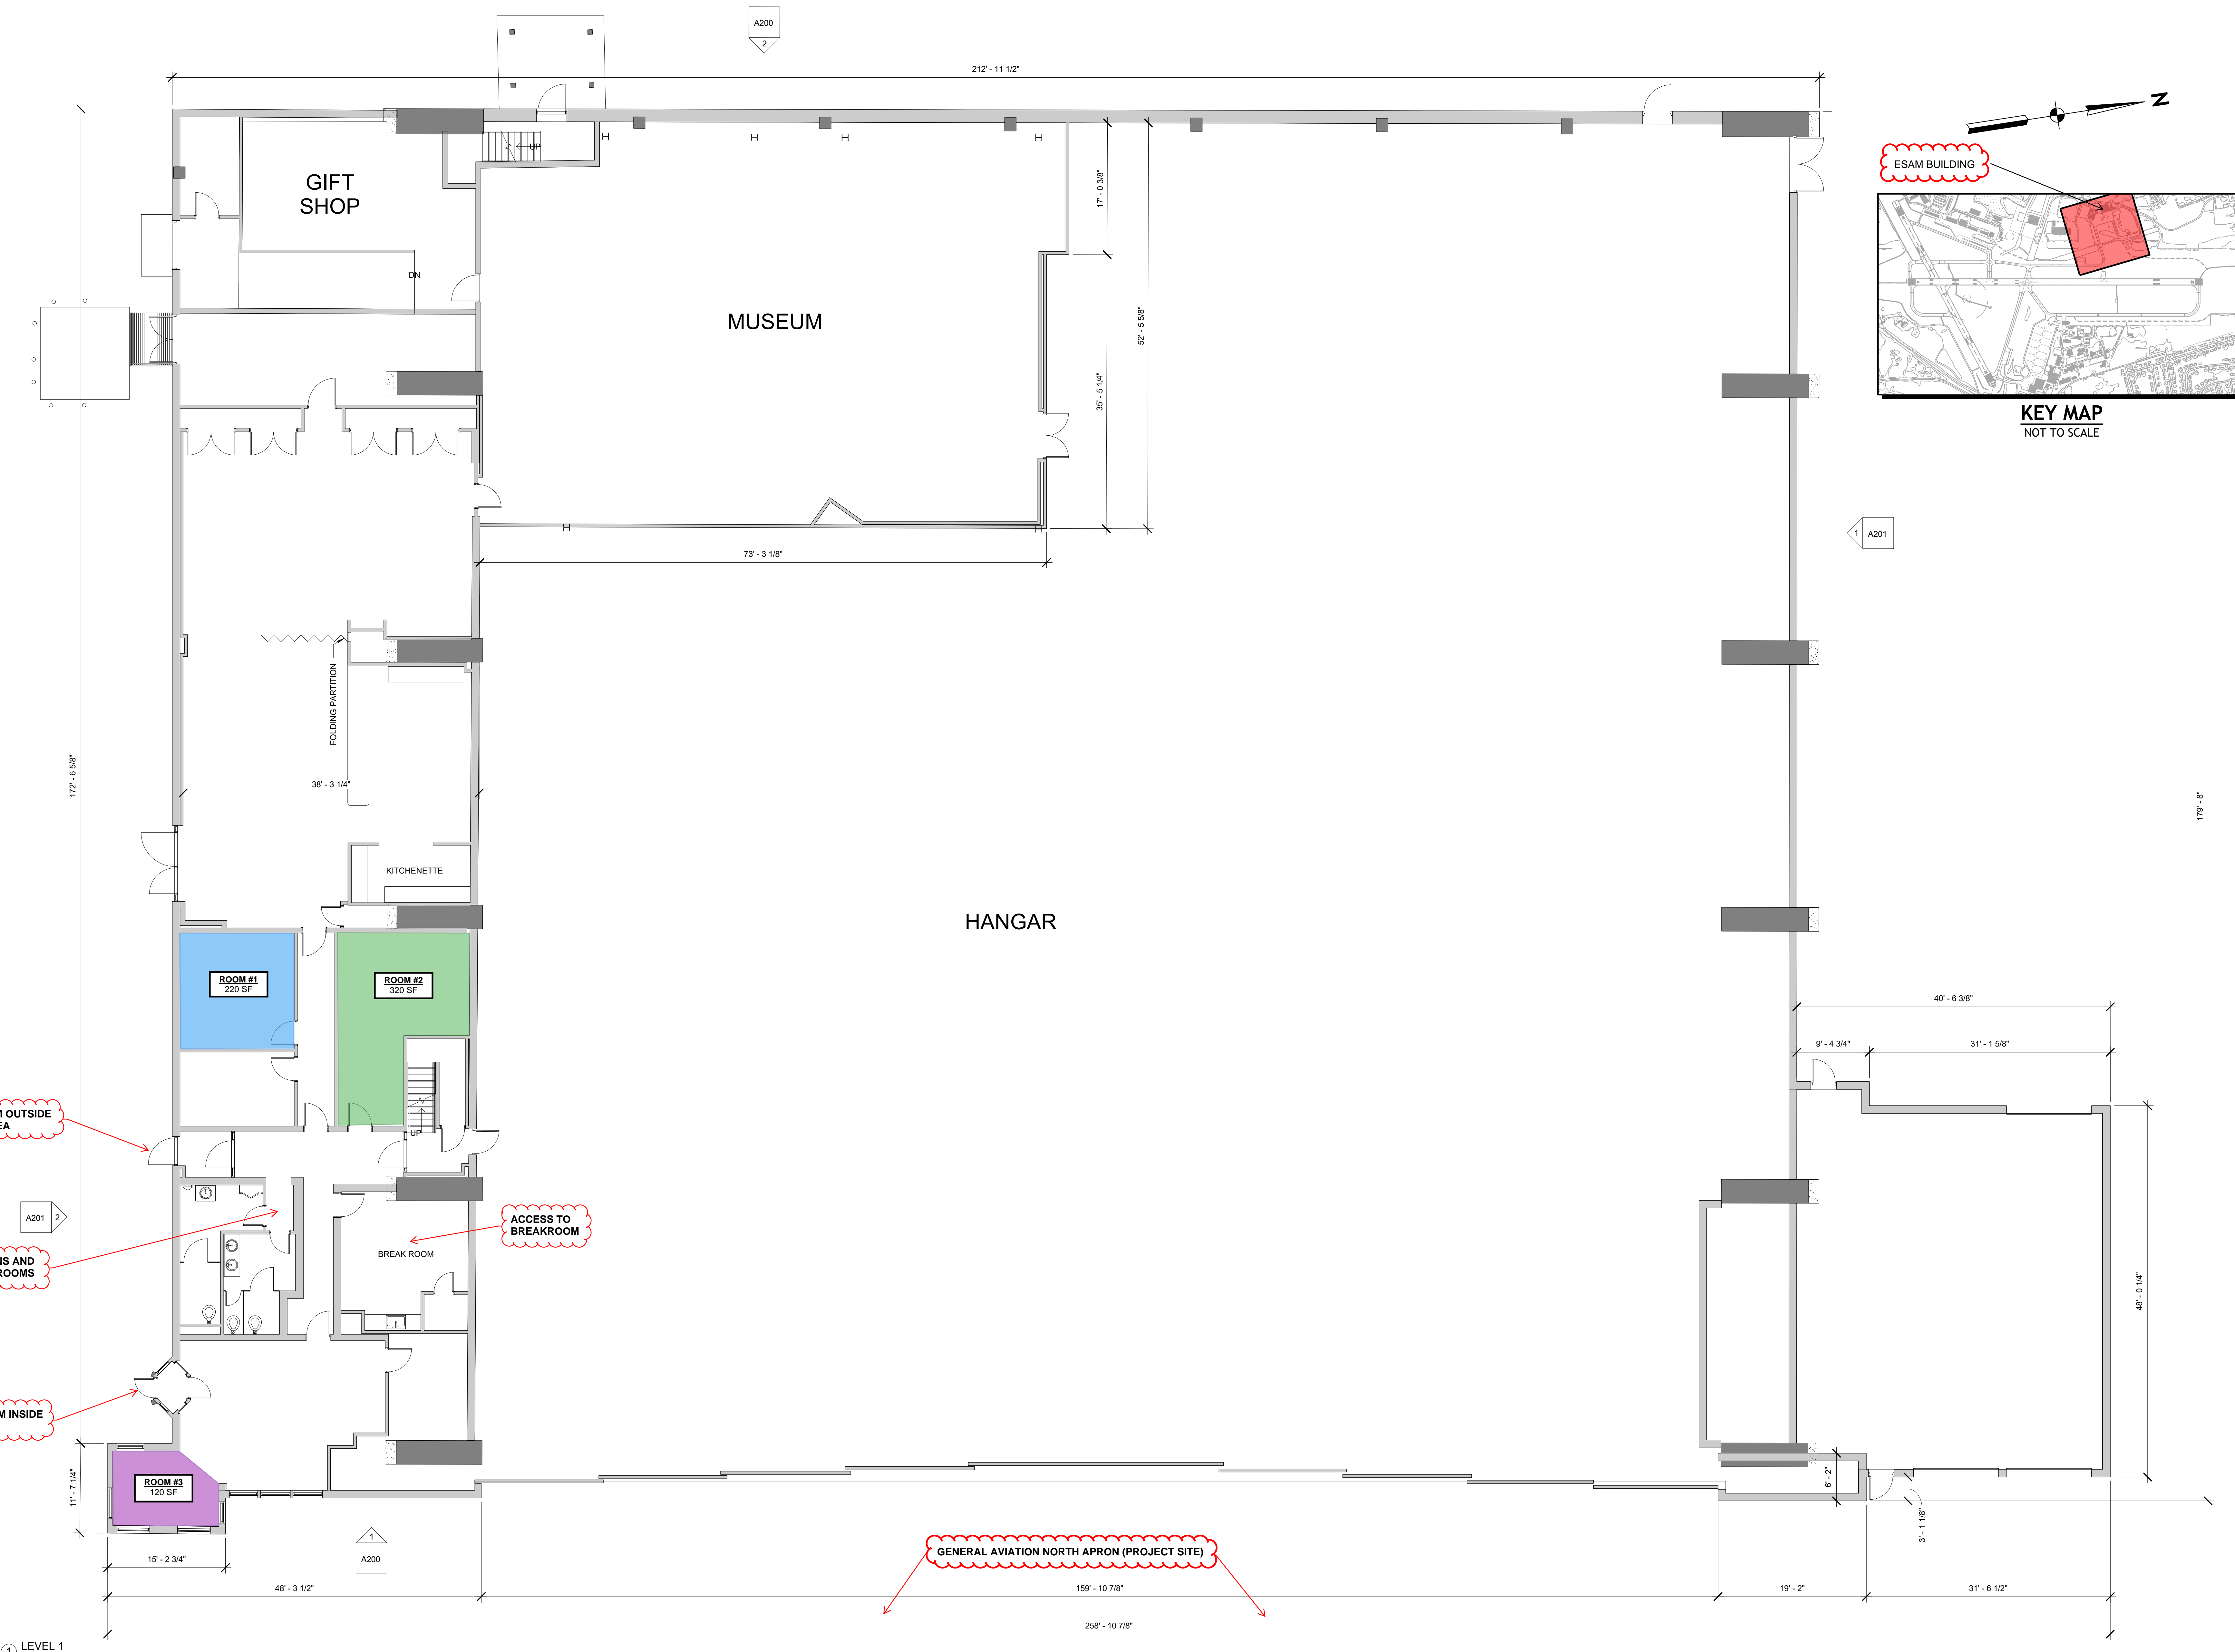 A200
2
212' - 11 1/2"
N
ESAM BUILDING
KEY MAP
NOT TO SCALE
GIFT
SHOP
UP
DN
MUSEUM
17' - 0 3/8"
52' - 5 5/8"
35' - 5 1/4"
73' - 3 1/8"
1
A201
FOLDING PARTITION
172' - 6 5/8"
38' - 3 1/4"
179' - 8"
KITCHENETTE
HANGAR
ROOM #1
220 SF
ROOM #2
320 SF
40' - 6 3/8"
9' - 4 3/4"
31' - 1 5/8"
OUTSIDE
UP
A201
2
ACCESS TO
BREAKROOM
BREAK ROOM
AND
48' - 0 1/4"
INSIDE
11' - 7 1/4"
ROOM #3
120 SF
6' - 2"
3' - 1 1/8"
15' - 2 3/4"
1
A200
GENERAL AVIATION NORTH APRON (PROJECT SITE)
48' - 3 1/2"
159' - 10 7/8"
19' - 2"
31' - 6 1/2"
258' - 10 7/8"
1
LEVEL 1